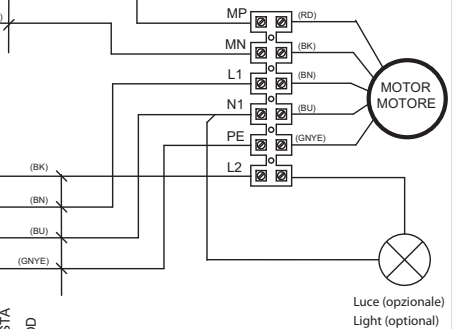 MP
(RD)
MN
(BK)
L1
(BN)
MOTOR
MOTORE
N1
(BU)
PE
(GNYE)
L2
(BK)
(BN)
(BU)
(GNYE)
Luce (opzionale)
Light (optional)